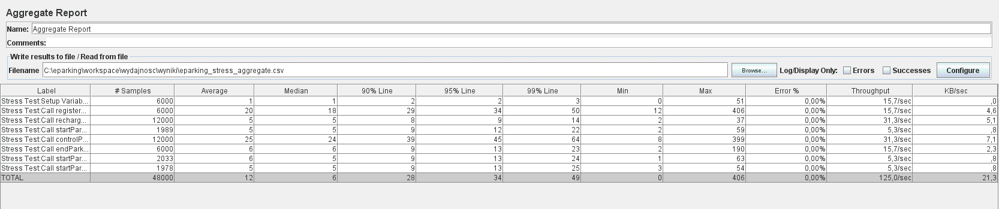 Aggregate Report
Name: Aggregate Report
Comments:
Write results to file / Read from file
Filename C:\eparking\workspace\wydajnosc\wyniki\eparking_stress_aggregate.csv Browse... Log/Display Only: Errors Successes Configure
Label # Samples Average Median 90% Line 95% Line 99% Line Min Max Error % Throughput KB/sec
Stress Test:Setup Variab... 6000 1 1 2 2 3 0 51 0,00% 15,7/sec ,0
Stress Test:Call register... 6000 20 18 29 34 50 12 406 0,00% 15,7/sec 4,6
Stress Test:Call recharg... 12000 5 5 8 9 14 2 37 0,00% 31,3/sec 5,1
Stress Test:Call startPar... 1989 5 5 9 12 22 2 59 0,00% 5,3/sec ,8
Stress Test:Call controlP... 12000 25 24 39 45 64 8 399 0,00% 31,3/sec 7,1
Stress Test:Call endPark... 6000 6 6 9 13 23 2 190 0,00% 15,7/sec 2,3
Stress Test:Call startPar... 2033 6 5 9 13 24 1 63 0,00% 5,3/sec ,8
Stress Test:Call startPar... 1978 5 5 9 13 25 3 54 0,00% 5,3/sec ,8
TOTAL 48000 12 6 28 34 49 0 406 0,00% 125,0/sec 21,3